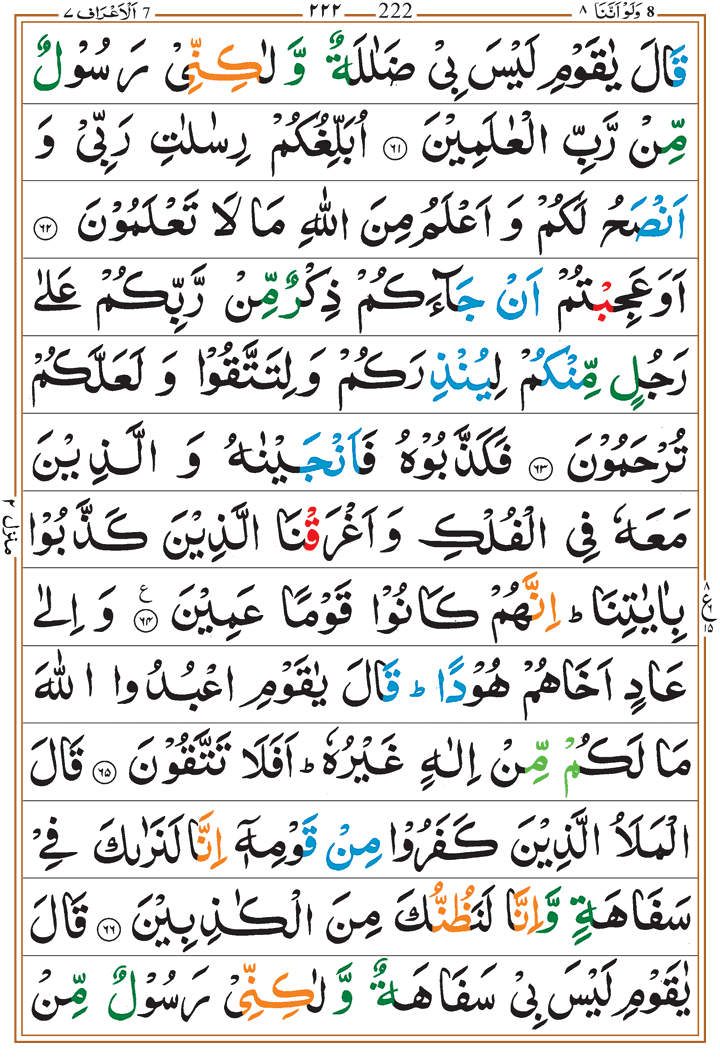 8 وَلَوْ اَنَّنَا ٨ 222 ٢٢٢ 7 اَلْاَعْرَاف ٧
قَالَ يٰقَوْمِ لَيْسَ بِىْ ضَلٰلَةٌ وَّ لٰكِنِّىْ رَسُوْلٌ
مِّنْ رَّبِّ الْعٰلَمِيْنَ ﴿٦١﴾ اُبَلِّغُكُمْ رِسٰلٰتِ رَبِّىْ وَ
اَنْصَحُ لَكُمْ وَ اَعْلَمُ مِنَ اللّٰهِ مَا لَا تَعْلَمُوْنَ ﴿٦٢﴾
اَوَعَجِبْتُمْ اَنْ جَآءَكُمْ ذِكْرٌ مِّنْ رَّبِّكُمْ عَلٰى
رَجُلٍ مِّنْكُمْ لِيُنْذِرَكُمْ وَ لِتَتَّقُوْا وَ لَعَلَّكُمْ
تُرْحَمُوْنَ ﴿٦٣﴾ فَكَذَّبُوْهُ فَاَنْجَيْنٰهُ وَ الَّذِيْنَ
مَعَهٗ فِى الْفُلْكِ وَ اَغْرَقْنَا الَّذِيْنَ كَذَّبُوْا
بِاٰيٰتِنَا ؕ اِنَّهُمْ كَانُوْا قَوْمًا عَمِيْنَ ﴿٦٤﴾ ع وَ اِلٰى
عَادٍ اَخَاهُمْ هُوْدًا ؕ قَالَ يٰقَوْمِ اعْبُدُوا اللّٰهَ
مَا لَكُمْ مِّنْ اِلٰهٍ غَيْرُهٗ ؕ اَفَلَا تَتَّقُوْنَ ﴿٦٥﴾ قَالَ
الْمَلَاُ الَّذِيْنَ كَفَرُوْا مِنْ قَوْمِهٖۤ اِنَّا لَنَرٰىكَ فِىْ
سَفَاهَةٍ وَّ اِنَّا لَنَظُنُّكَ مِنَ الْكٰذِبِيْنَ ﴿٦٦﴾ قَالَ
يٰقَوْمِ لَيْسَ بِىْ سَفَاهَةٌ وَّ لٰكِنِّىْ رَسُوْلٌ مِّنْ
منزل ٢
٨ ع ٦ ١٥